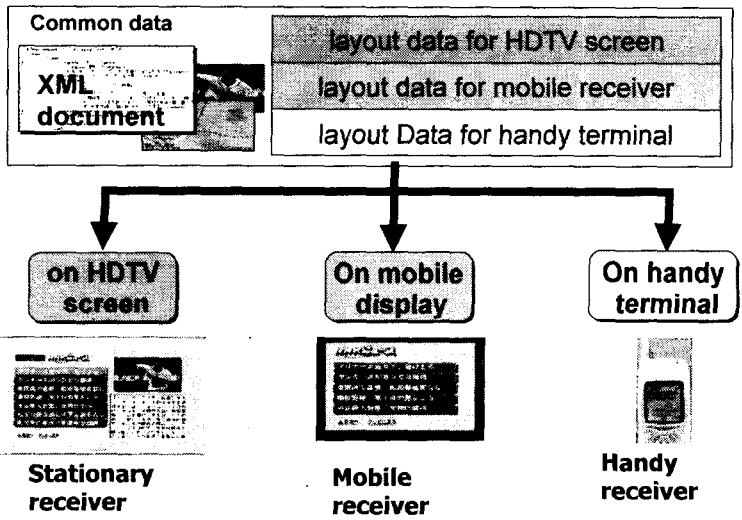 Common data
XML
document
layout data for HDTV screen
layout data for mobile receiver
layout Data for handy terminal
on HDTV
screen
On mobile
display
On handy
terminal
Stationary
receiver
Mobile
receiver
Handy
receiver